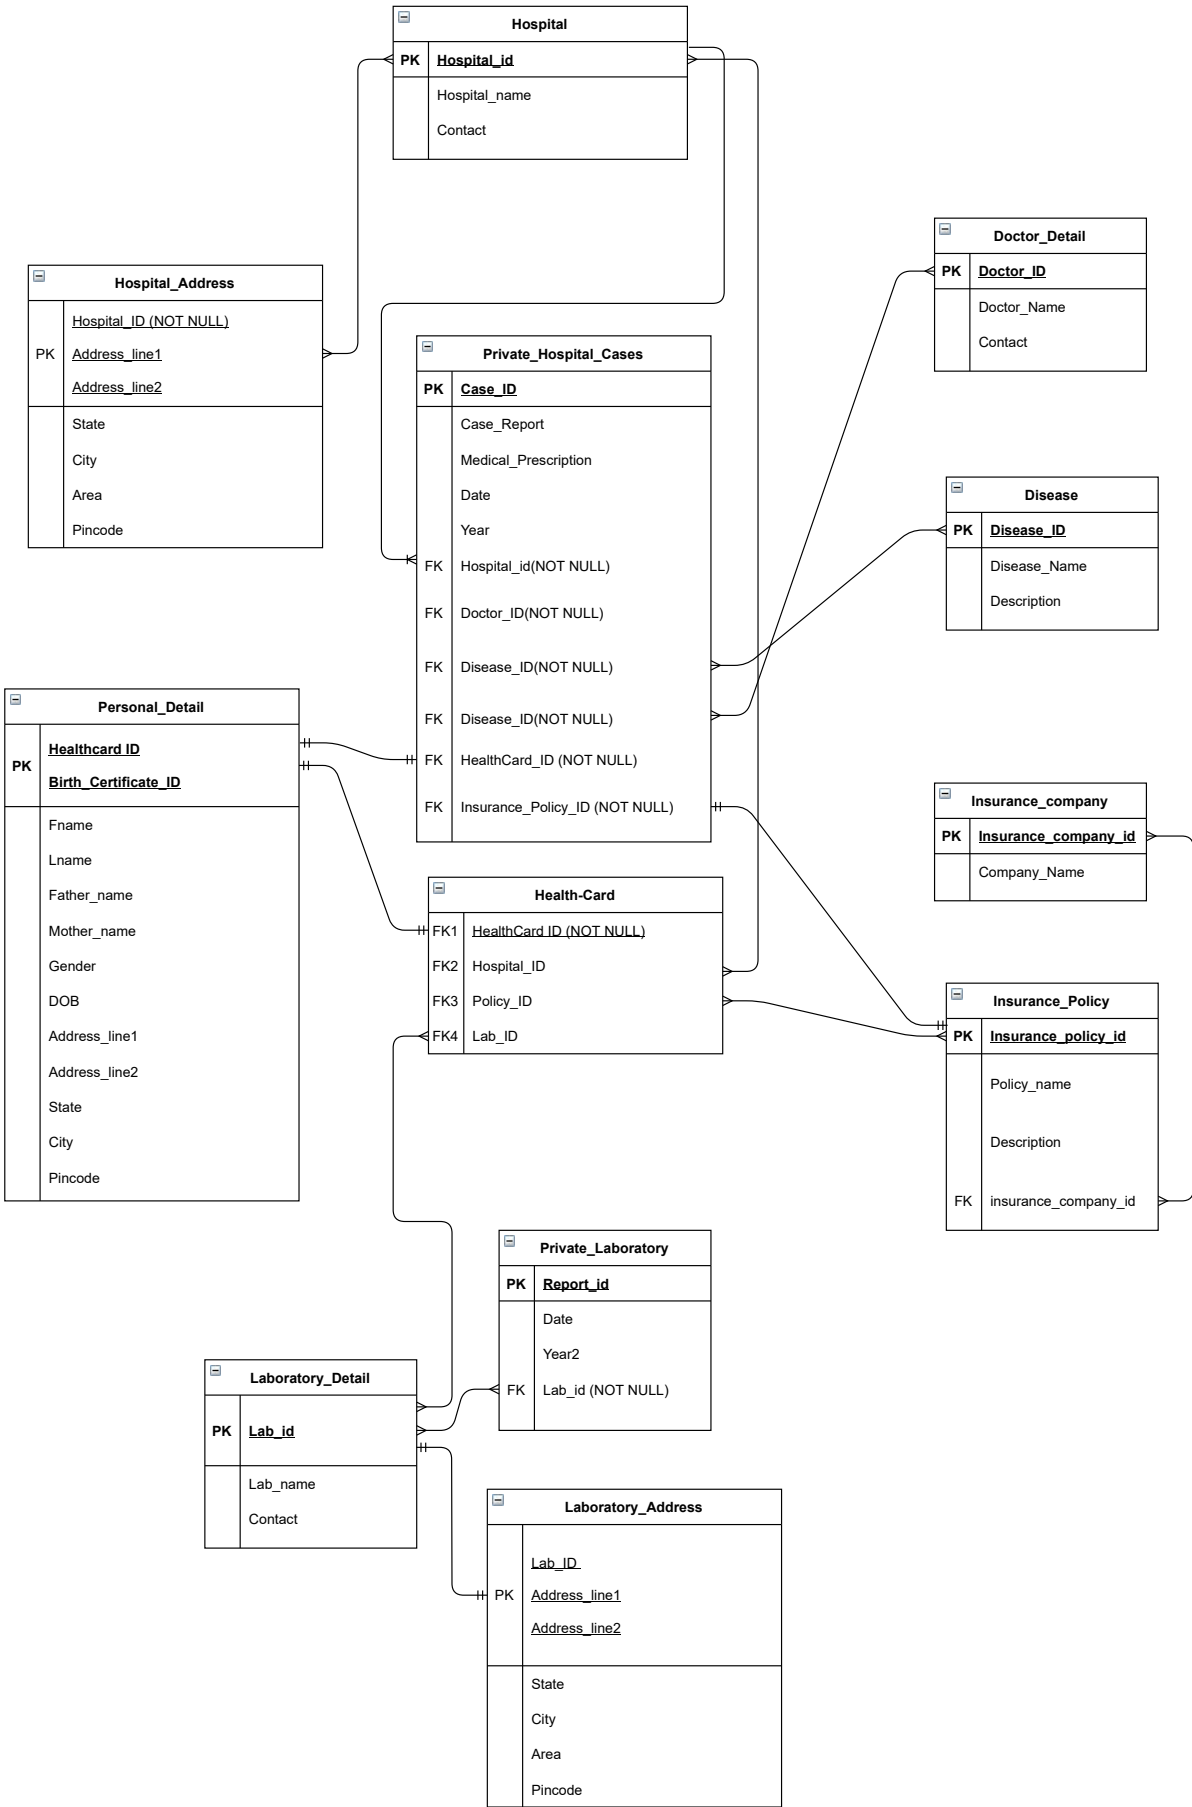 Hospital
PK Hospital_id
Hospital_name
Contact
Doctor_Detail
PK Doctor_ID
Doctor_Name
Contact
Hospital_Address
Hospital_ID (NOT NULL)
PK Address_line1
Address_line2
State
City
Area
Pincode
Private_Hospital_Cases
PK Case_ID
Case_Report
Medical_Prescription
Date
Year
FK Hospital_id(NOT NULL)
FK Doctor_ID(NOT NULL)
FK Disease_ID(NOT NULL)
FK Disease_ID(NOT NULL)
FK HealthCard_ID (NOT NULL)
FK Insurance_Policy_ID (NOT NULL)
Disease
PK Disease_ID
Disease_Name
Description
Personal_Detail
PK
Healthcard ID
Birth_Certificate_ID
Fname
Lname
Father_name
Mother_name
Gender
DOB
Address_line1
Address_line2
State
City
Pincode
Insurance_company
PK Insurance_company_id
Company_Name
Health-Card
FK1 HealthCard ID (NOT NULL)
FK2 Hospital_ID
FK3 Policy_ID
FK4 Lab_ID
Insurance_Policy
PK Insurance_policy_id
Policy_name
Description
FK insurance_company_id
Private_Laboratory
PK Report_id
Date
Year2
FK Lab_id (NOT NULL)
Laboratory_Detail
PK Lab_id
Lab_name
Contact
Laboratory_Address
Lab_ID
PK Address_line1
Address_line2
State
City
Area
Pincode